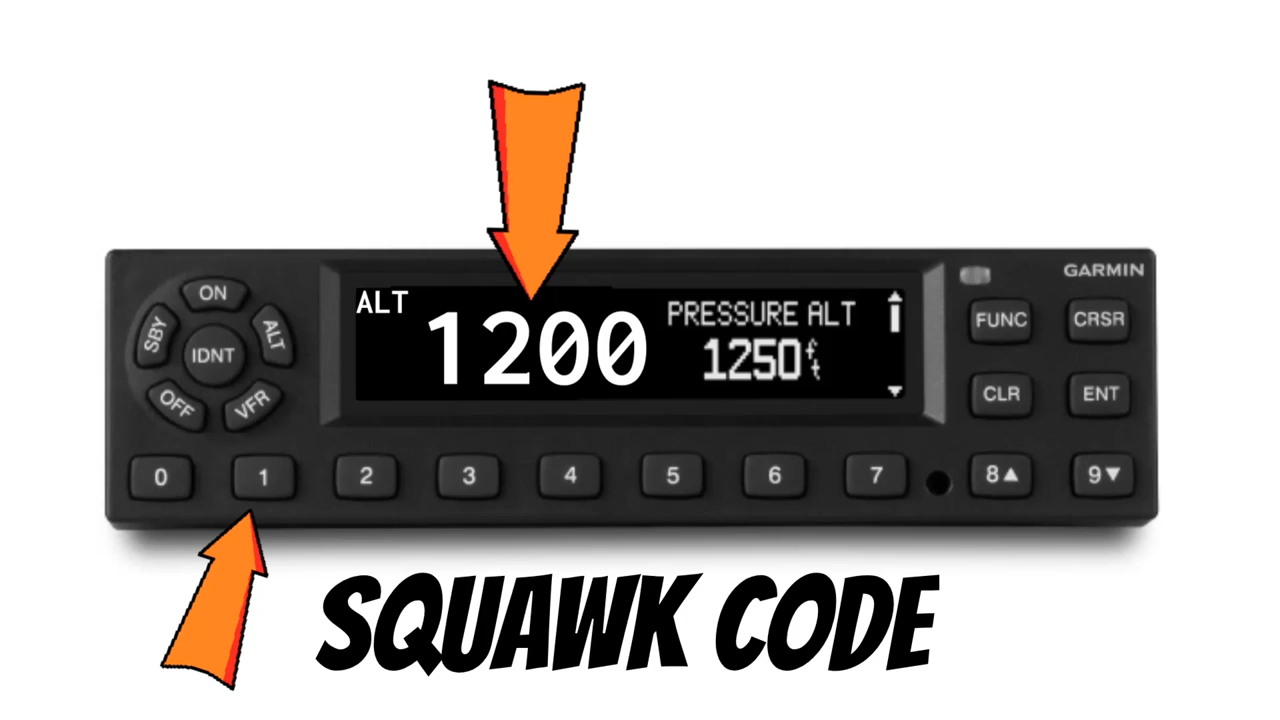 GARMIN
ON
SBY
ALT
IDNT
OFF
VFR
ALT
1200
PRESSURE ALT
1250ft
FUNC
CRSR
CLR
ENT
0 1 2 3 4 5 6 7 8▲ 9▼
SQUAWK CODE